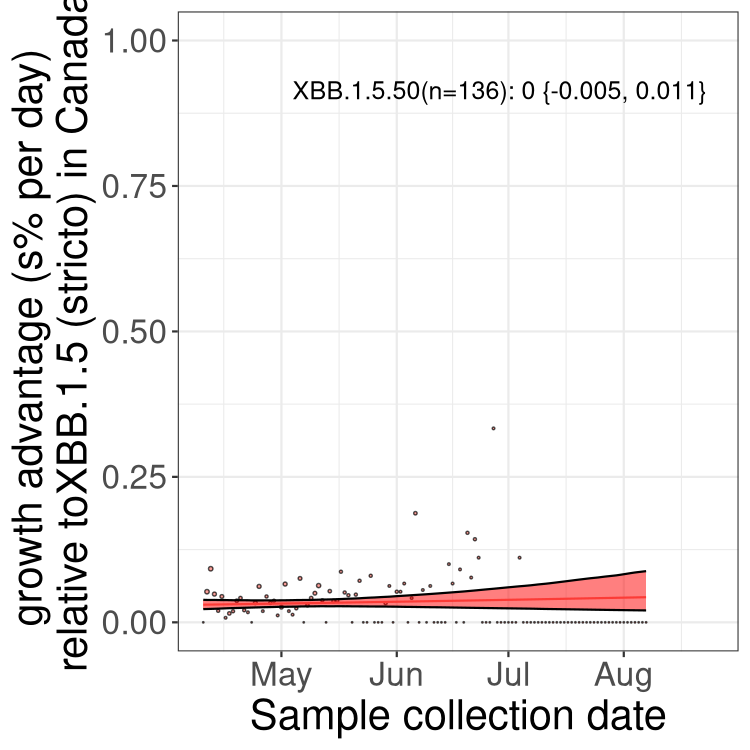 growth advantage (s% per day)
relative toXBB.1.5 (stricto) in Canada
1.00
0.75
0.50
0.25
0.00
XBB.1.5.50(n=136): 0 {-0.005, 0.011}
May Jun Jul Aug
Sample collection date